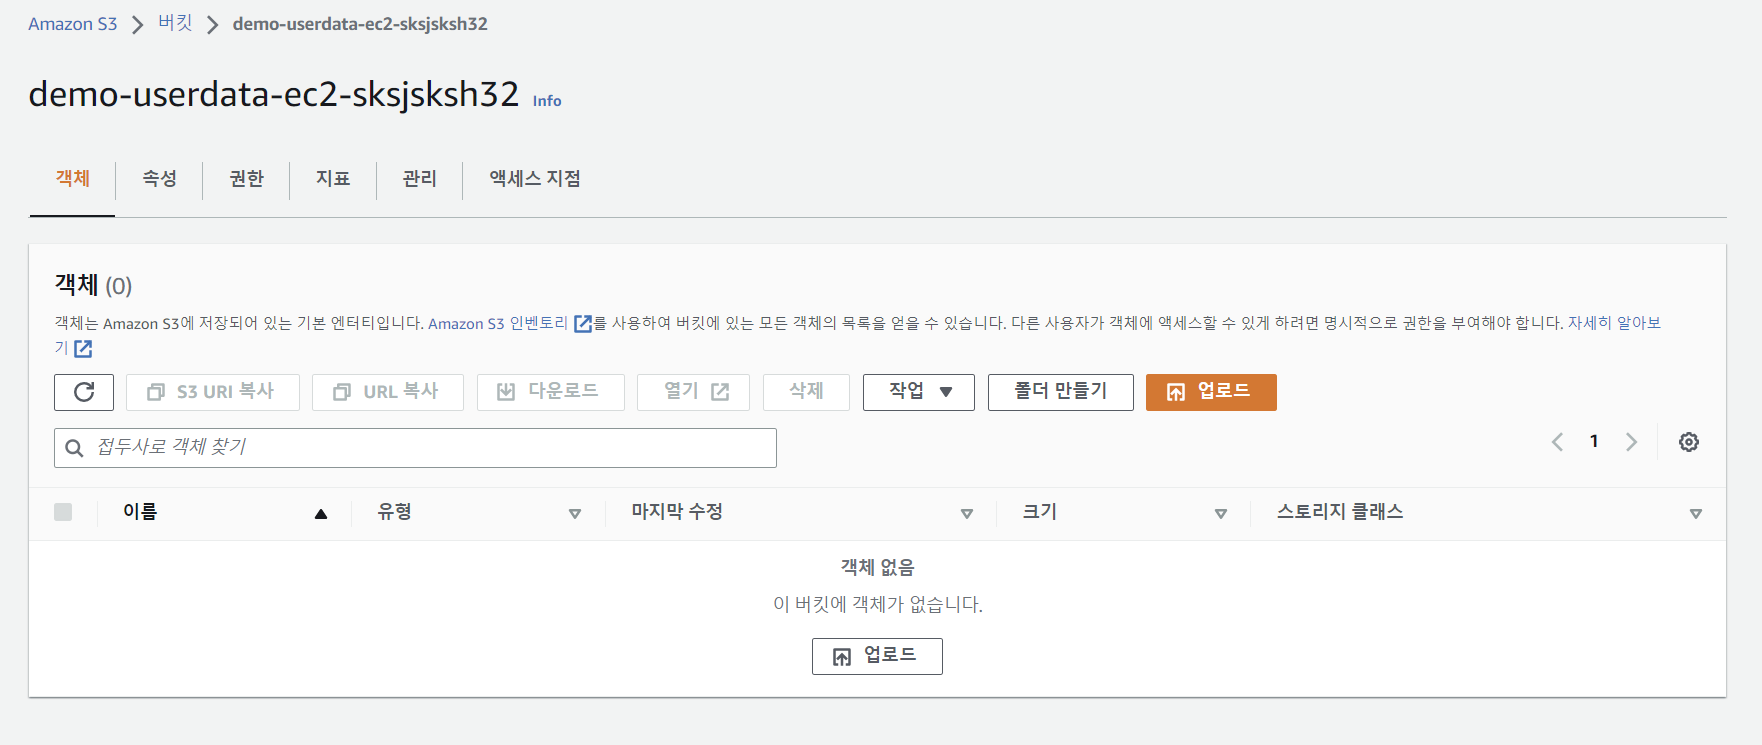 Amazon S3 > 버킷 > demo-userdata-ec2-sksjsksh32
demo-userdata-ec2-sksjsksh32 Info
객체 속성 권한 지표 관리 액세스 지점
객체 (0)
객체는 Amazon S3에 저장되어 있는 기본 엔터티입니다. Amazon S3 인벤토리를 사용하여 버킷에 있는 모든 객체의 목록을 얻을 수 있습니다. 다른 사용자가 객체에 액세스할 수 있게 하려면 명시적으로 권한을 부여해야 합니다. 자세히 알아보
기
S3 URI 복사 URL 복사 다운로드 열기 삭제 작업 폴더 만들기 업로드
접두사로 객체 찾기 1
이름 유형 마지막 수정 크기 스토리지 클래스
객체 없음
이 버킷에 객체가 없습니다.
업로드